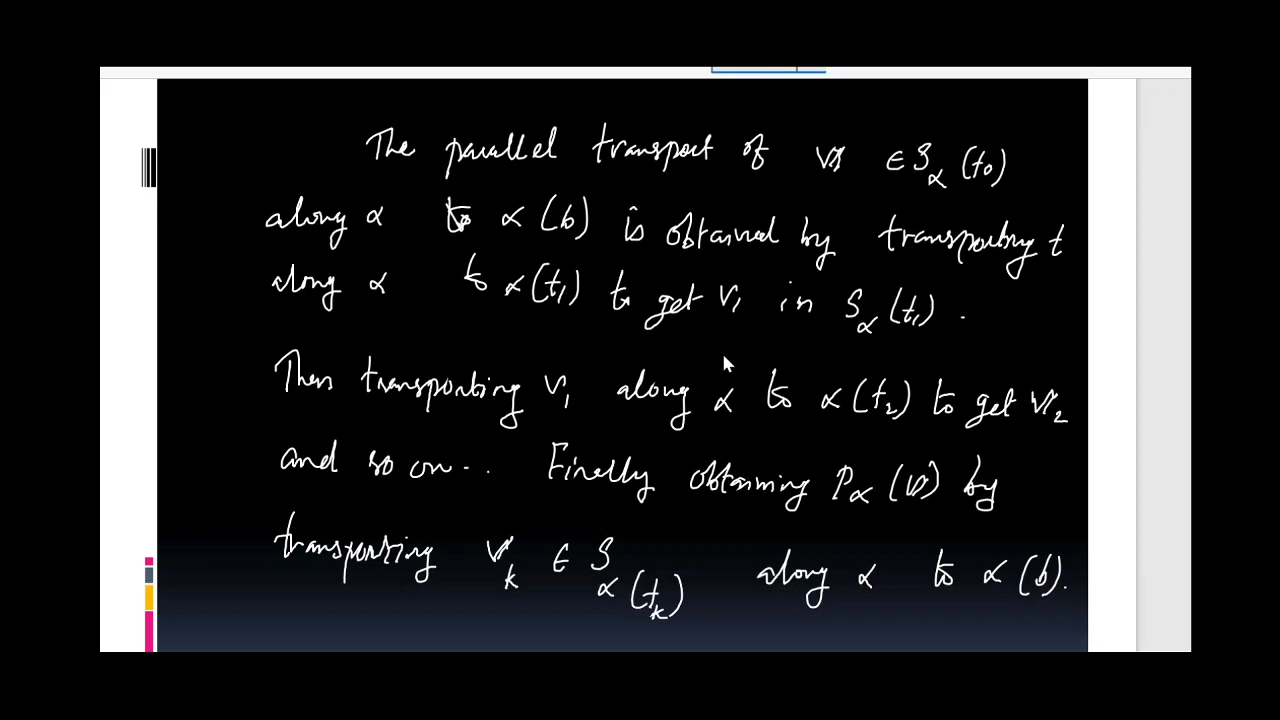 The parallel transport of v ∈ S_α(t₀)
along α to α(b) is obtained by transporting t
along α to α(t₁) to get v₁ in S_α(t₁).
Then transporting v₁ along α to α(t₂) to get v₂
and so on... Finally obtaining P_α(v) by
transporting v_k ∈ S_α(t_k) along α to α(b).